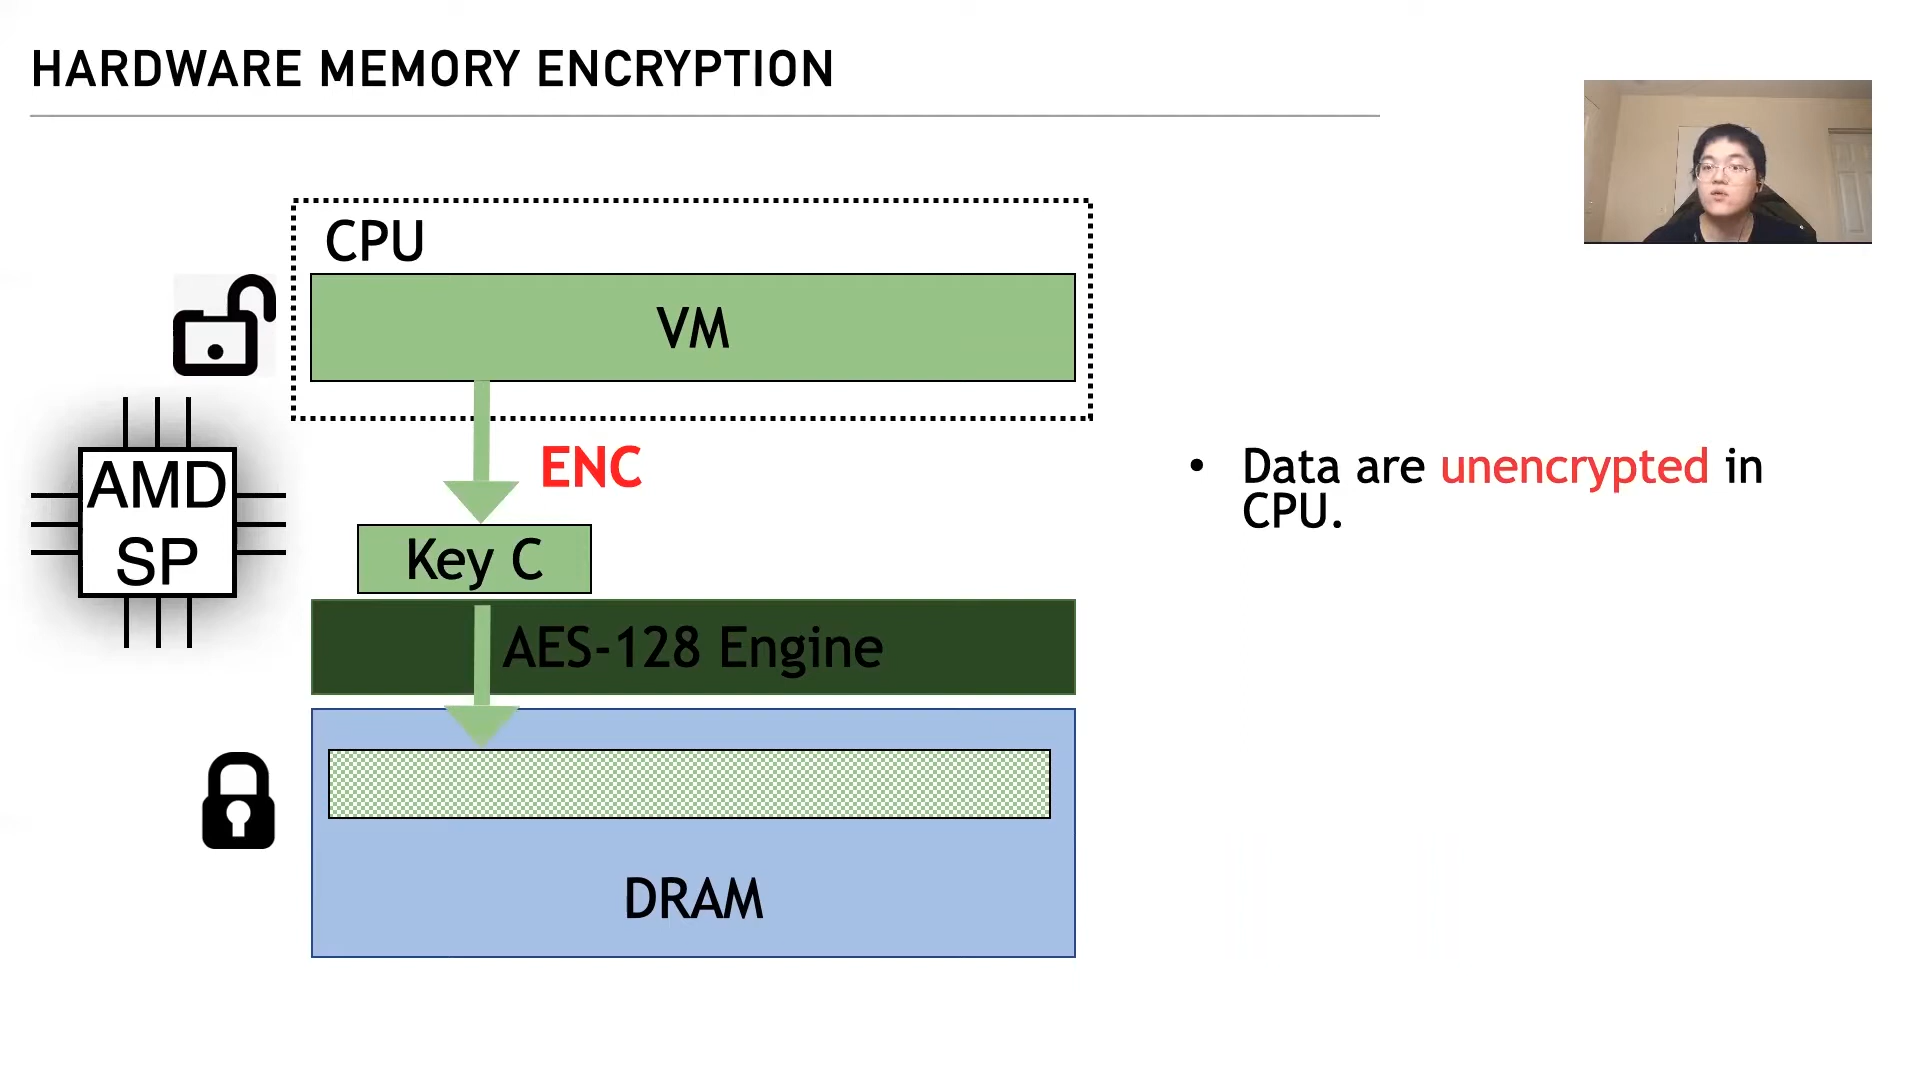 HARDWARE MEMORY ENCRYPTION
CPU
VM
ENC
AMD
SP
Key C
AES-128 Engine
DRAM
• Data are unencrypted in
CPU.